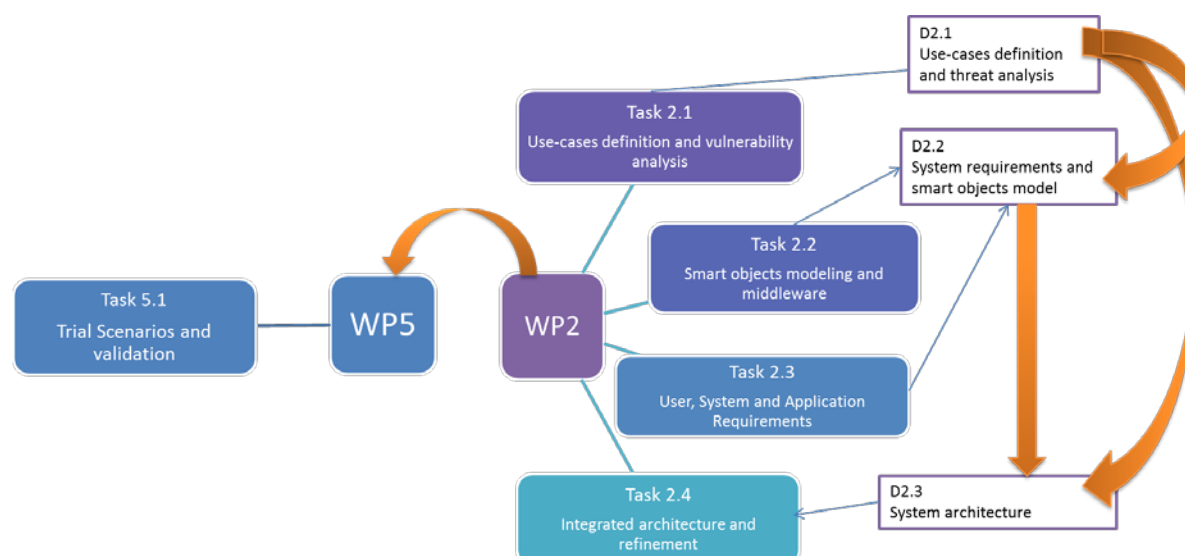 D2.1
Use-cases definition
and threat analysis
Task 2.1
Use-cases definition and vulnerability
analysis
D2.2
System requirements and
smart objects model
Task 2.2
Smart objects modeling and
middleware
Task 5.1
Trial Scenarios and
validation
WP5
WP2
Task 2.3
User, System and Application
Requirements
Task 2.4
Integrated architecture and
refinement
D2.3
System architecture